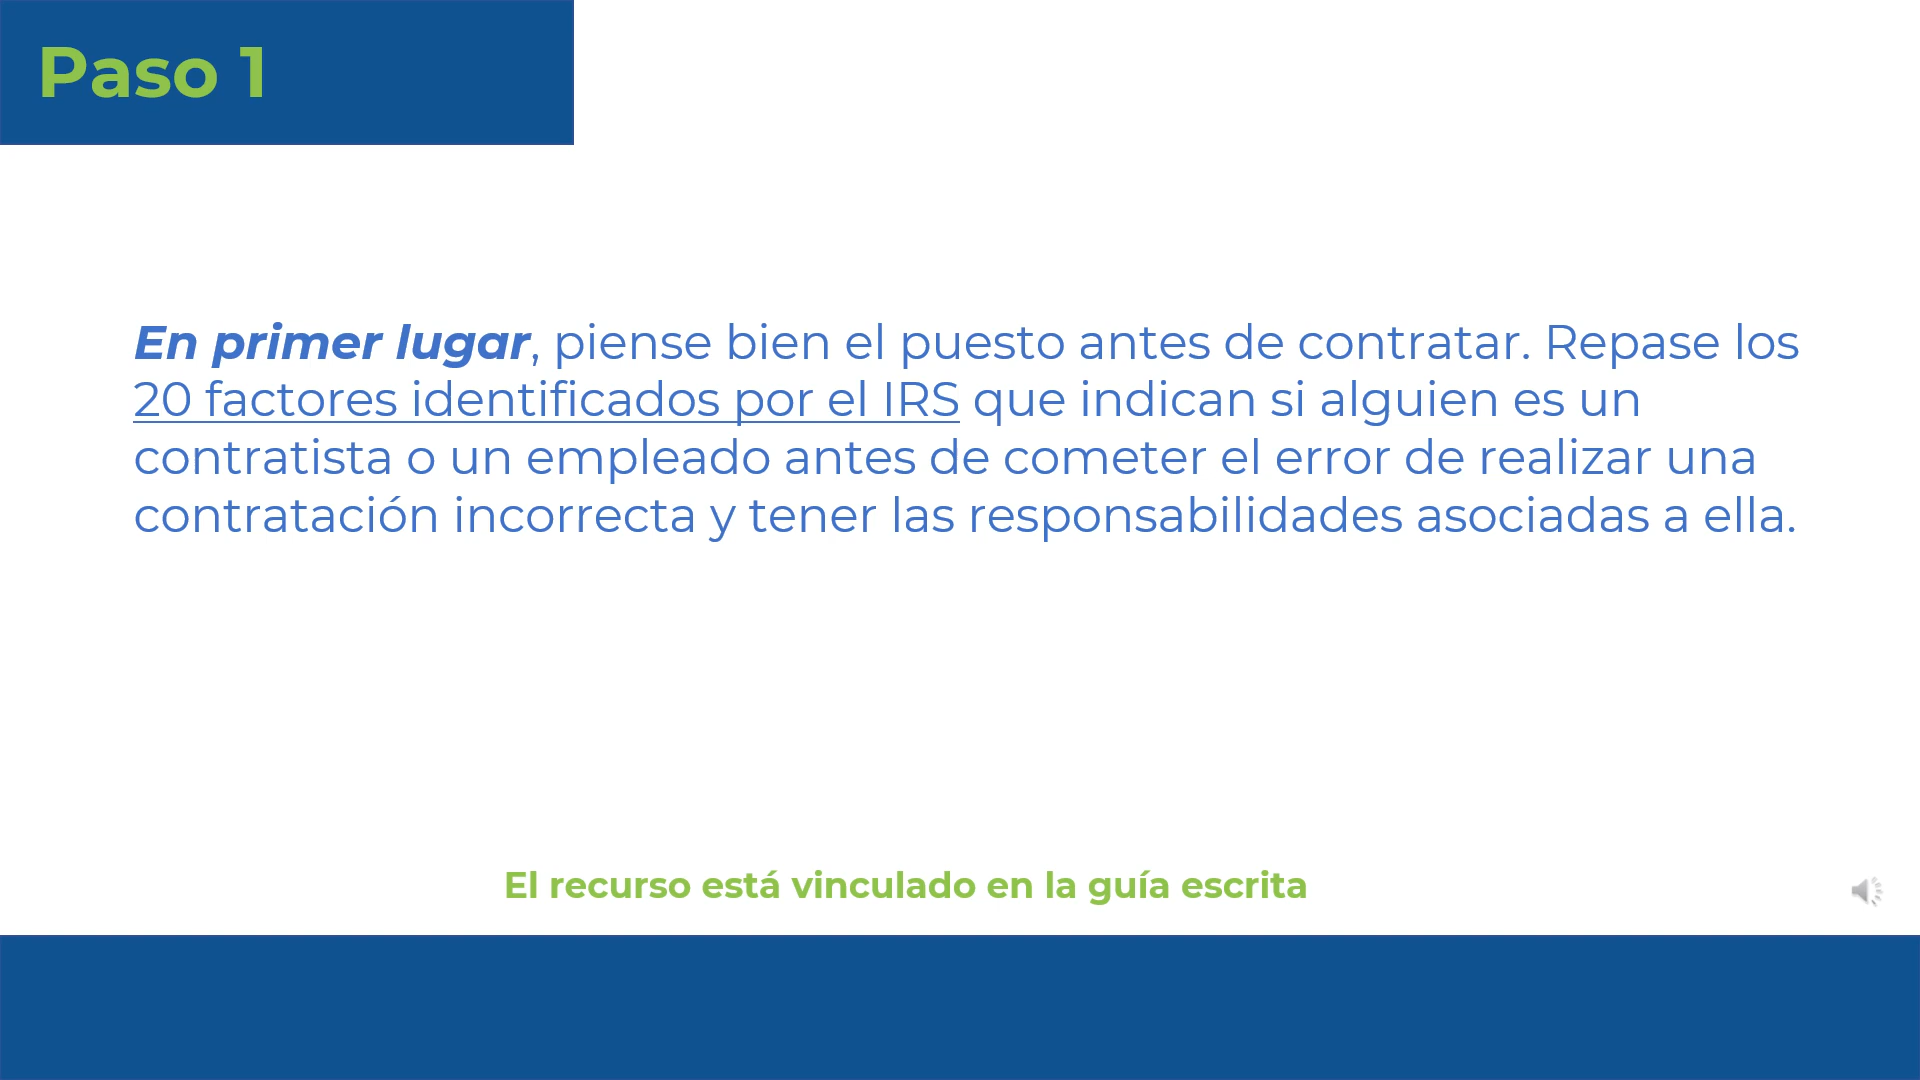 Paso 1
En primer lugar, piense bien el puesto antes de contratar. Repase los
20 factores identificados por el IRS que indican si alguien es un
contratista o un empleado antes de cometer el error de realizar una
contratación incorrecta y tener las responsabilidades asociadas a ella.
El recurso está vinculado en la guía escrita